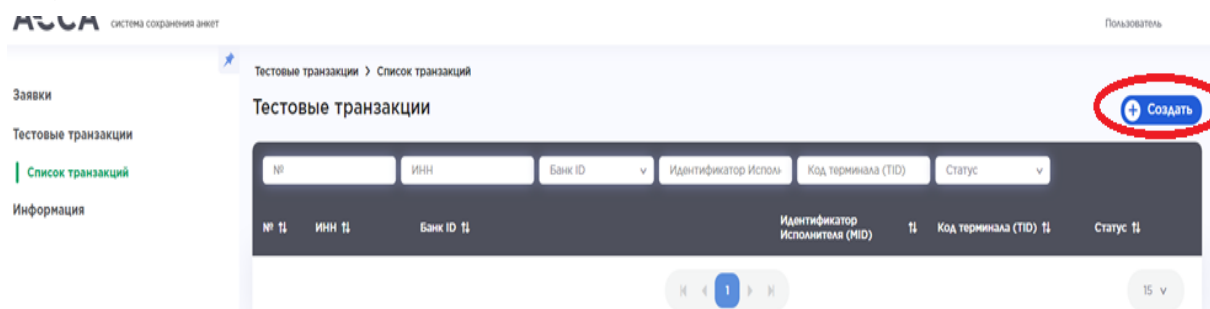 АССА система сохранения анкет
Пользователь
Заявки
Тестовые транзакции
Список транзакций
Информация
Тестовые транзакции > Список транзакций
Тестовые транзакции
+ Создать
№ ИНН Банк ID Идентификатор Исполь Код терминала (TID) Статус
№ ИНН Банк ID Идентификатор Исполнителя (MID) Код терминала (TID) Статус
1
15